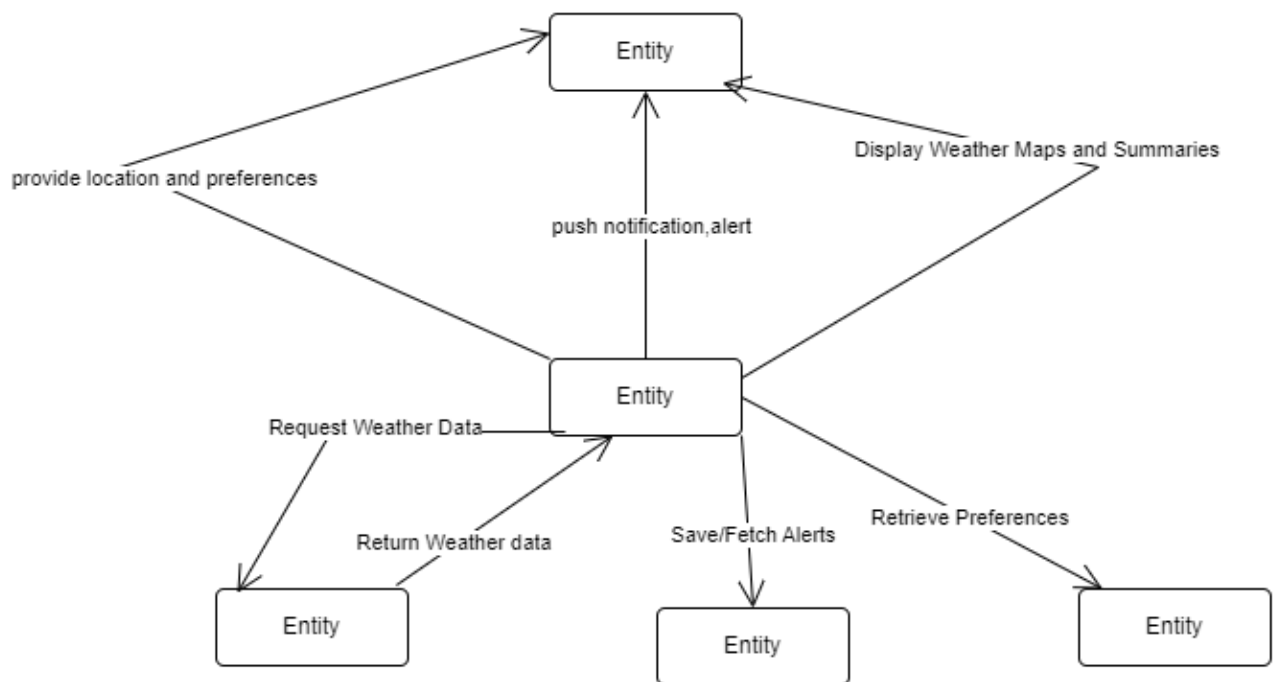 Entity
Display Weather Maps and Summaries
provide location and preferences
push notification,alert
Entity
Request Weather Data
Retrieve Preferences
Save/Fetch Alerts
Return Weather data
Entity
Entity
Entity